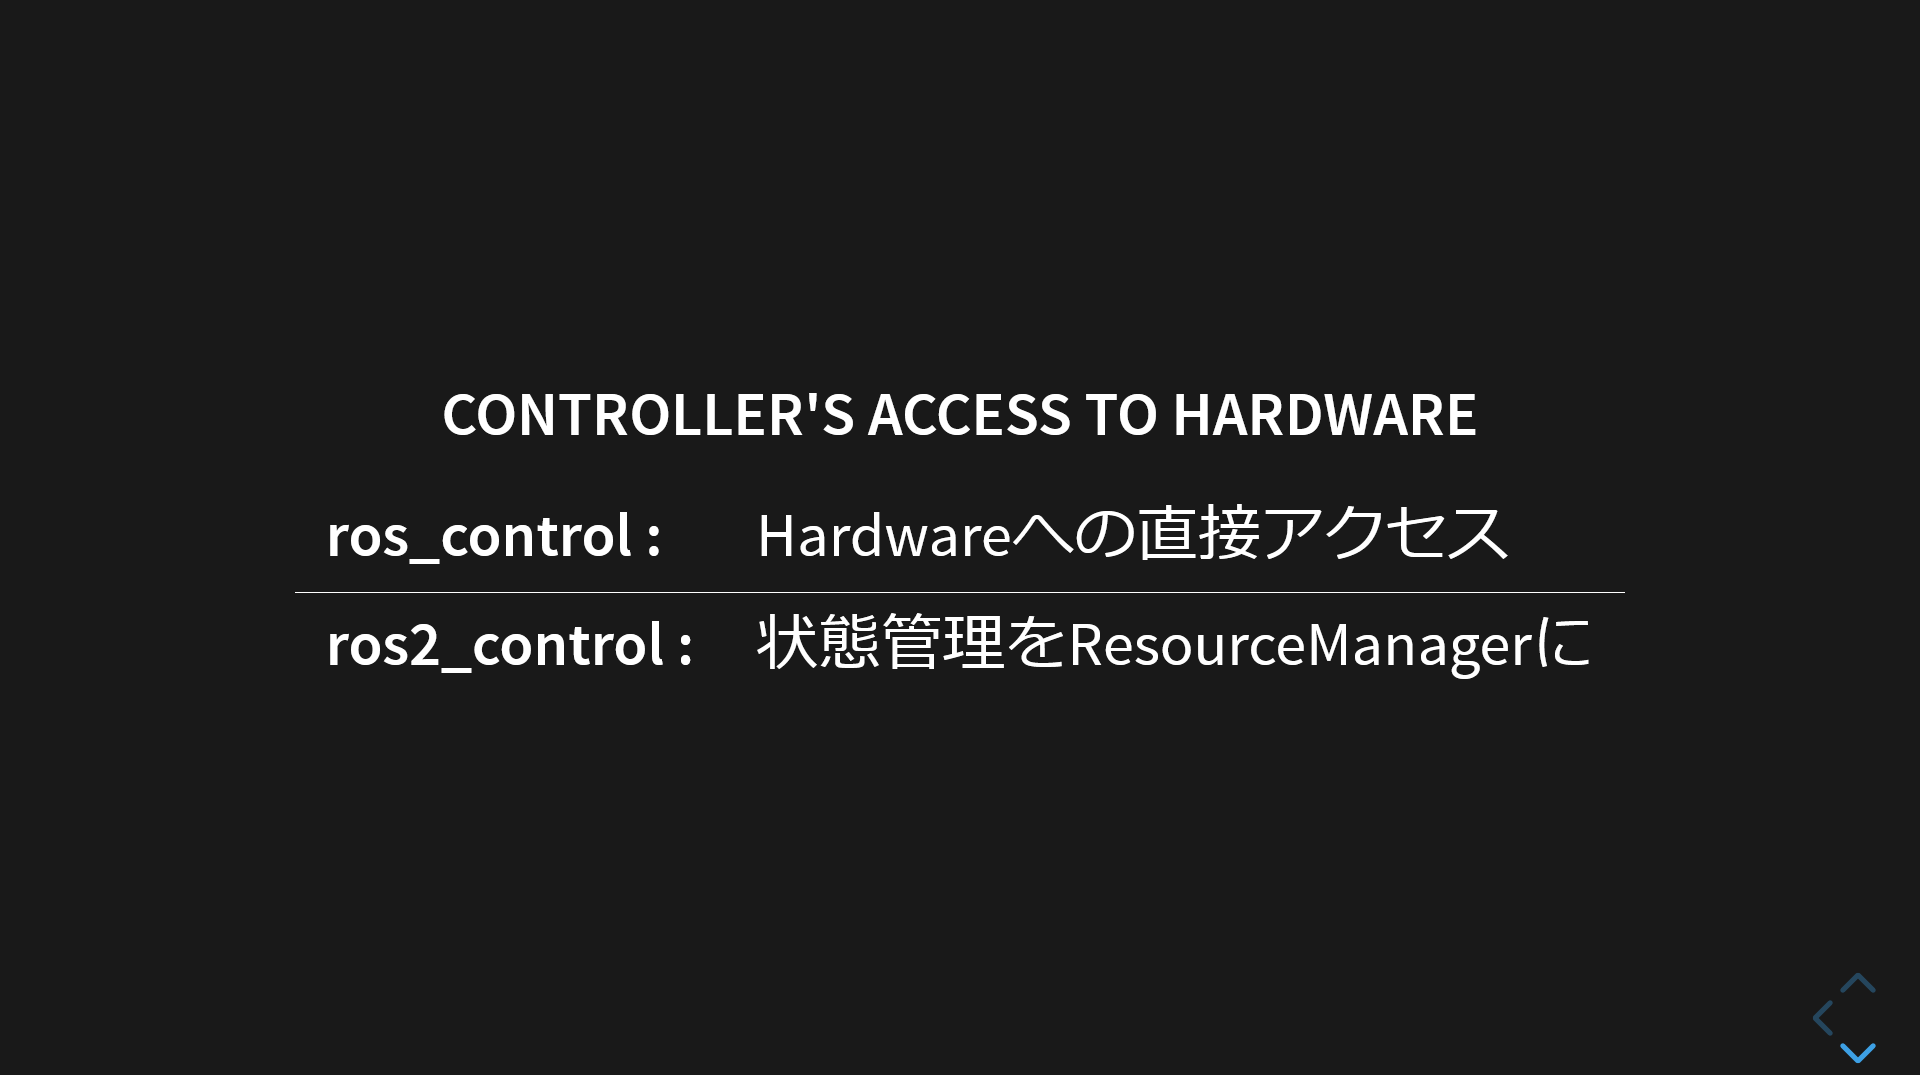 CONTROLLER'S ACCESS TO HARDWARE
ros_control : Hardwareへの直接アクセス
ros2_control : 状態管理をResourceManagerに